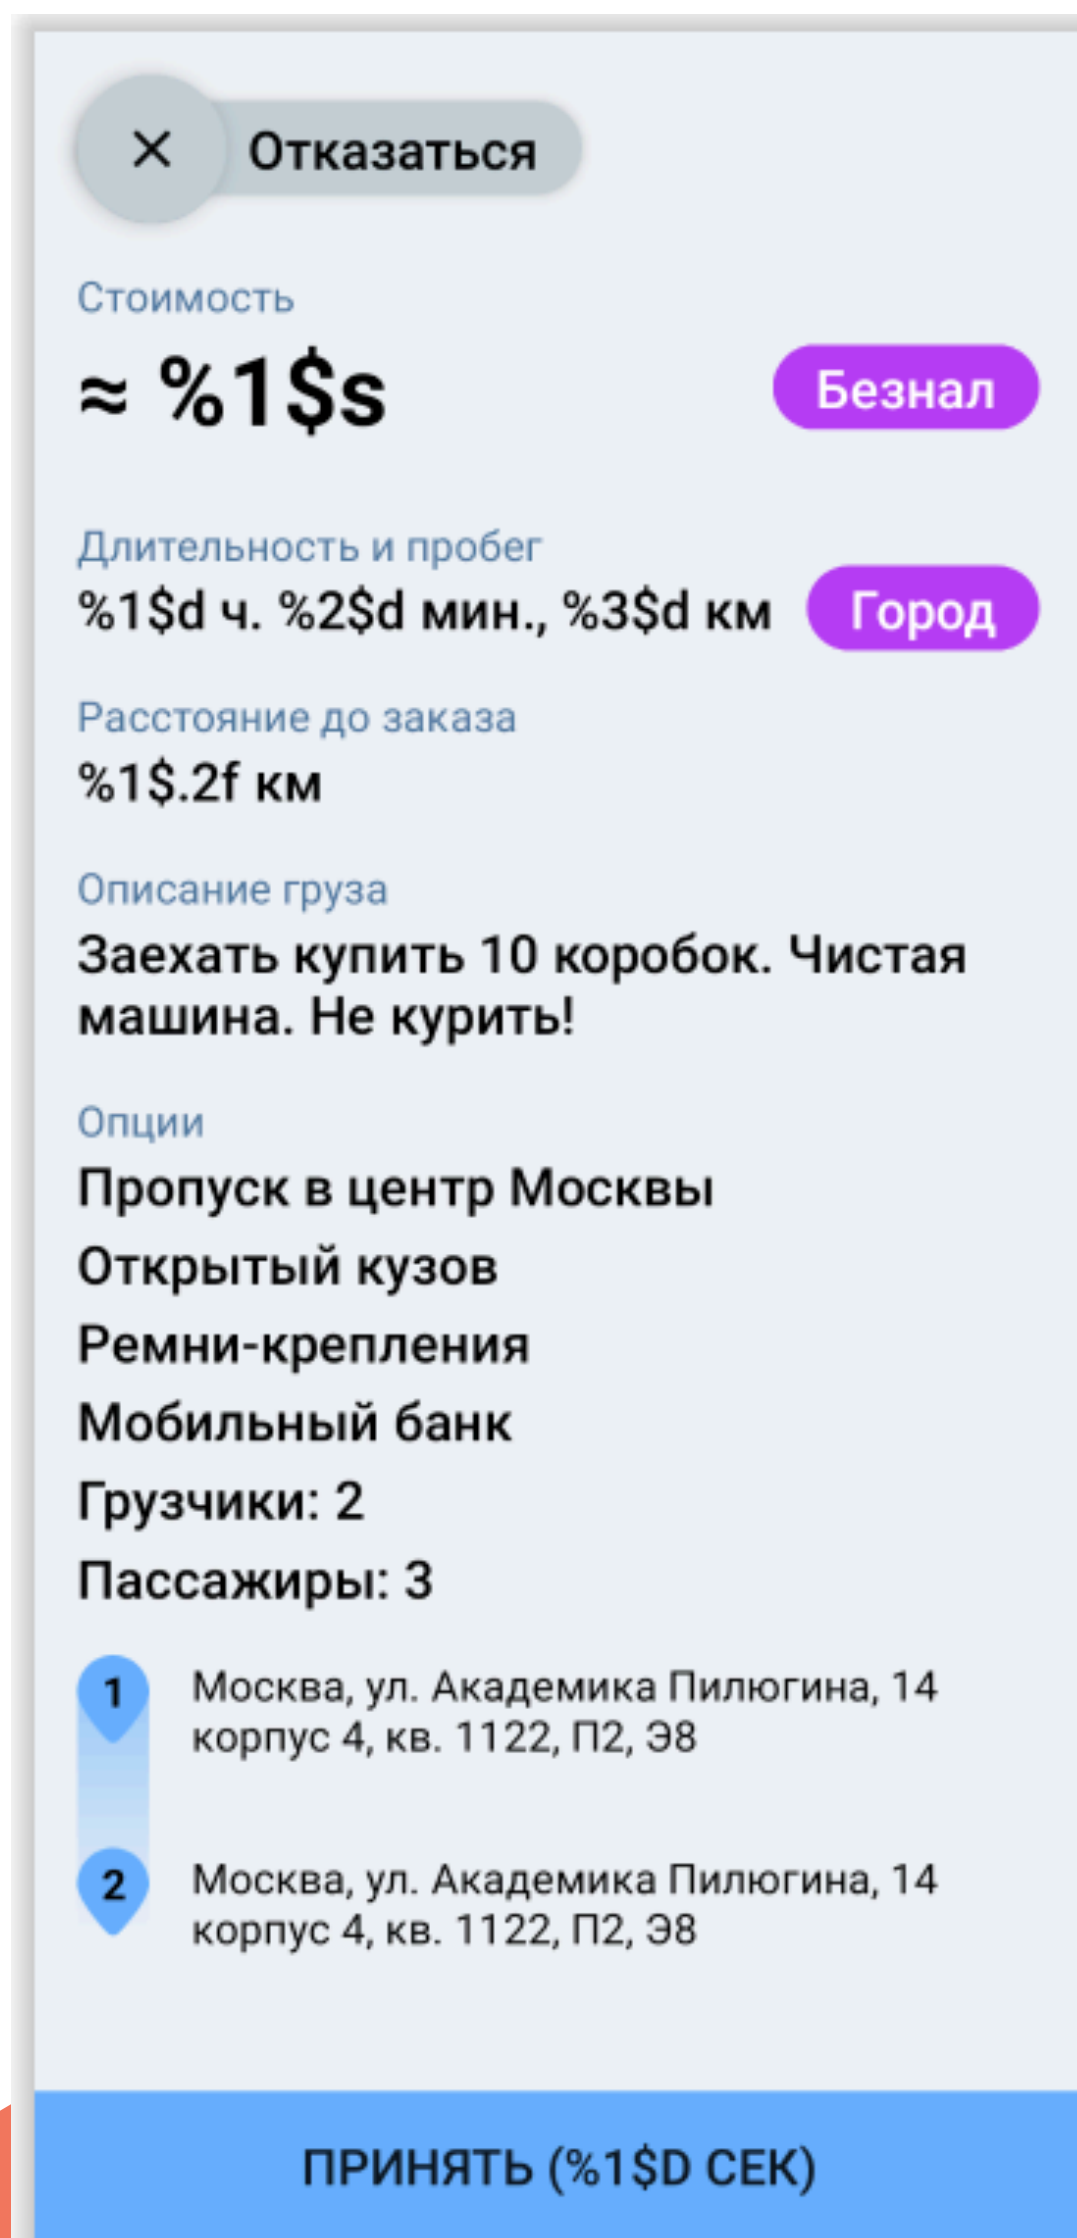 × Отказаться
Стоимость
≈ %1$s
Безнал
Длительность и пробег
%1$d ч. %2$d мин., %3$d км
Город
Расстояние до заказа
%1$.2f км
Описание груза
Заехать купить 10 коробок. Чистая
машина. Не курить!
Опции
Пропуск в центр Москвы
Открытый кузов
Ремни-крепления
Мобильный банк
Грузчики: 2
Пассажиры: 3
1
Москва, ул. Академика Пилюгина, 14
корпус 4, кв. 1122, П2, Э8
2
Москва, ул. Академика Пилюгина, 14
корпус 4, кв. 1122, П2, Э8
ПРИНЯТЬ (%1$D СЕК)